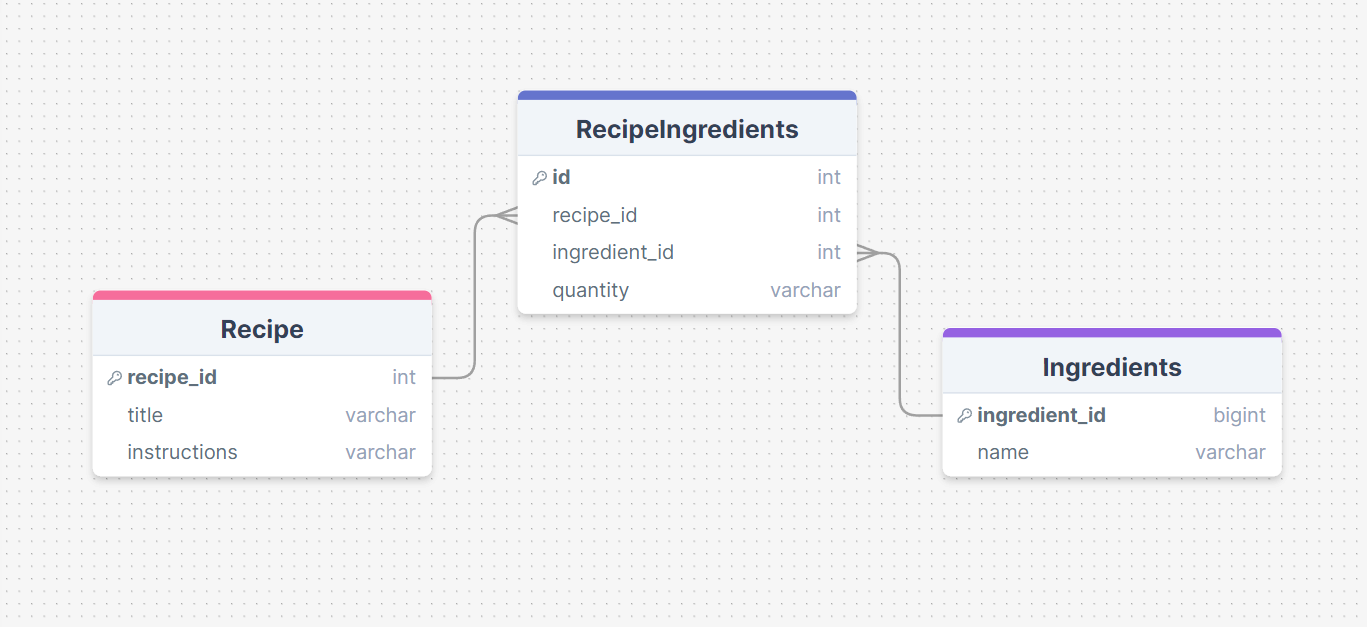 RecipeIngredients
id int
recipe_id int
ingredient_id int
quantity varchar
Recipe
recipe_id int
title varchar
instructions varchar
Ingredients
ingredient_id bigint
name varchar